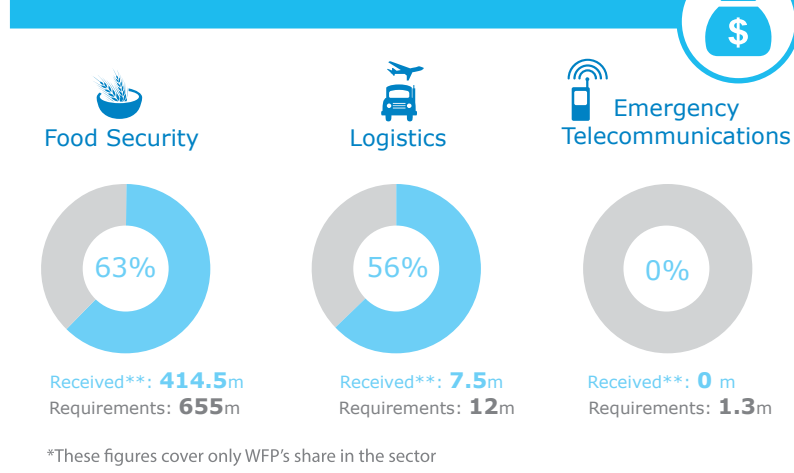 $
Food Security
Logistics
Emergency
Telecommunications
63%
56%
0%
Received**: 414.5m
Requirements: 655m
Received**: 7.5m
Requirements: 12m
Received**: 0 m
Requirements: 1.3m
*These figures cover only WFP's share in the sector